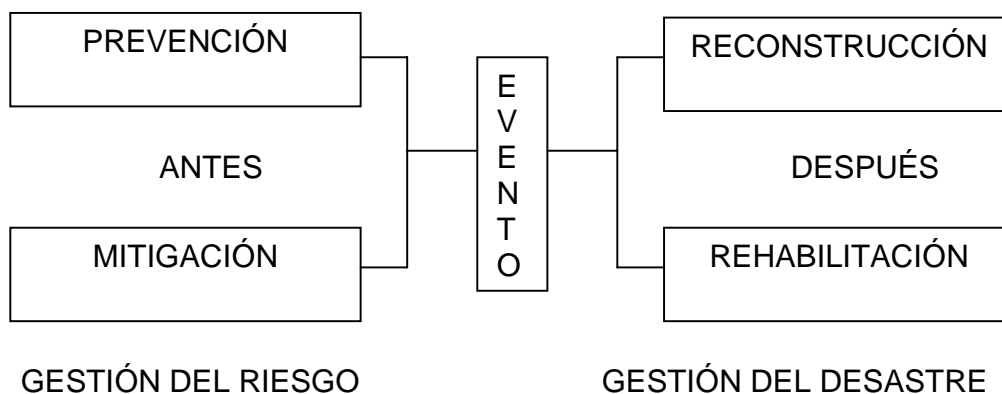 PREVENCIÓN
ANTES
MITIGACIÓN
GESTIÓN DEL RIESGO
E
V
E
N
T
O
RECONSTRUCCIÓN
DESPUÉS
REHABILITACIÓN
GESTIÓN DEL DESASTRE